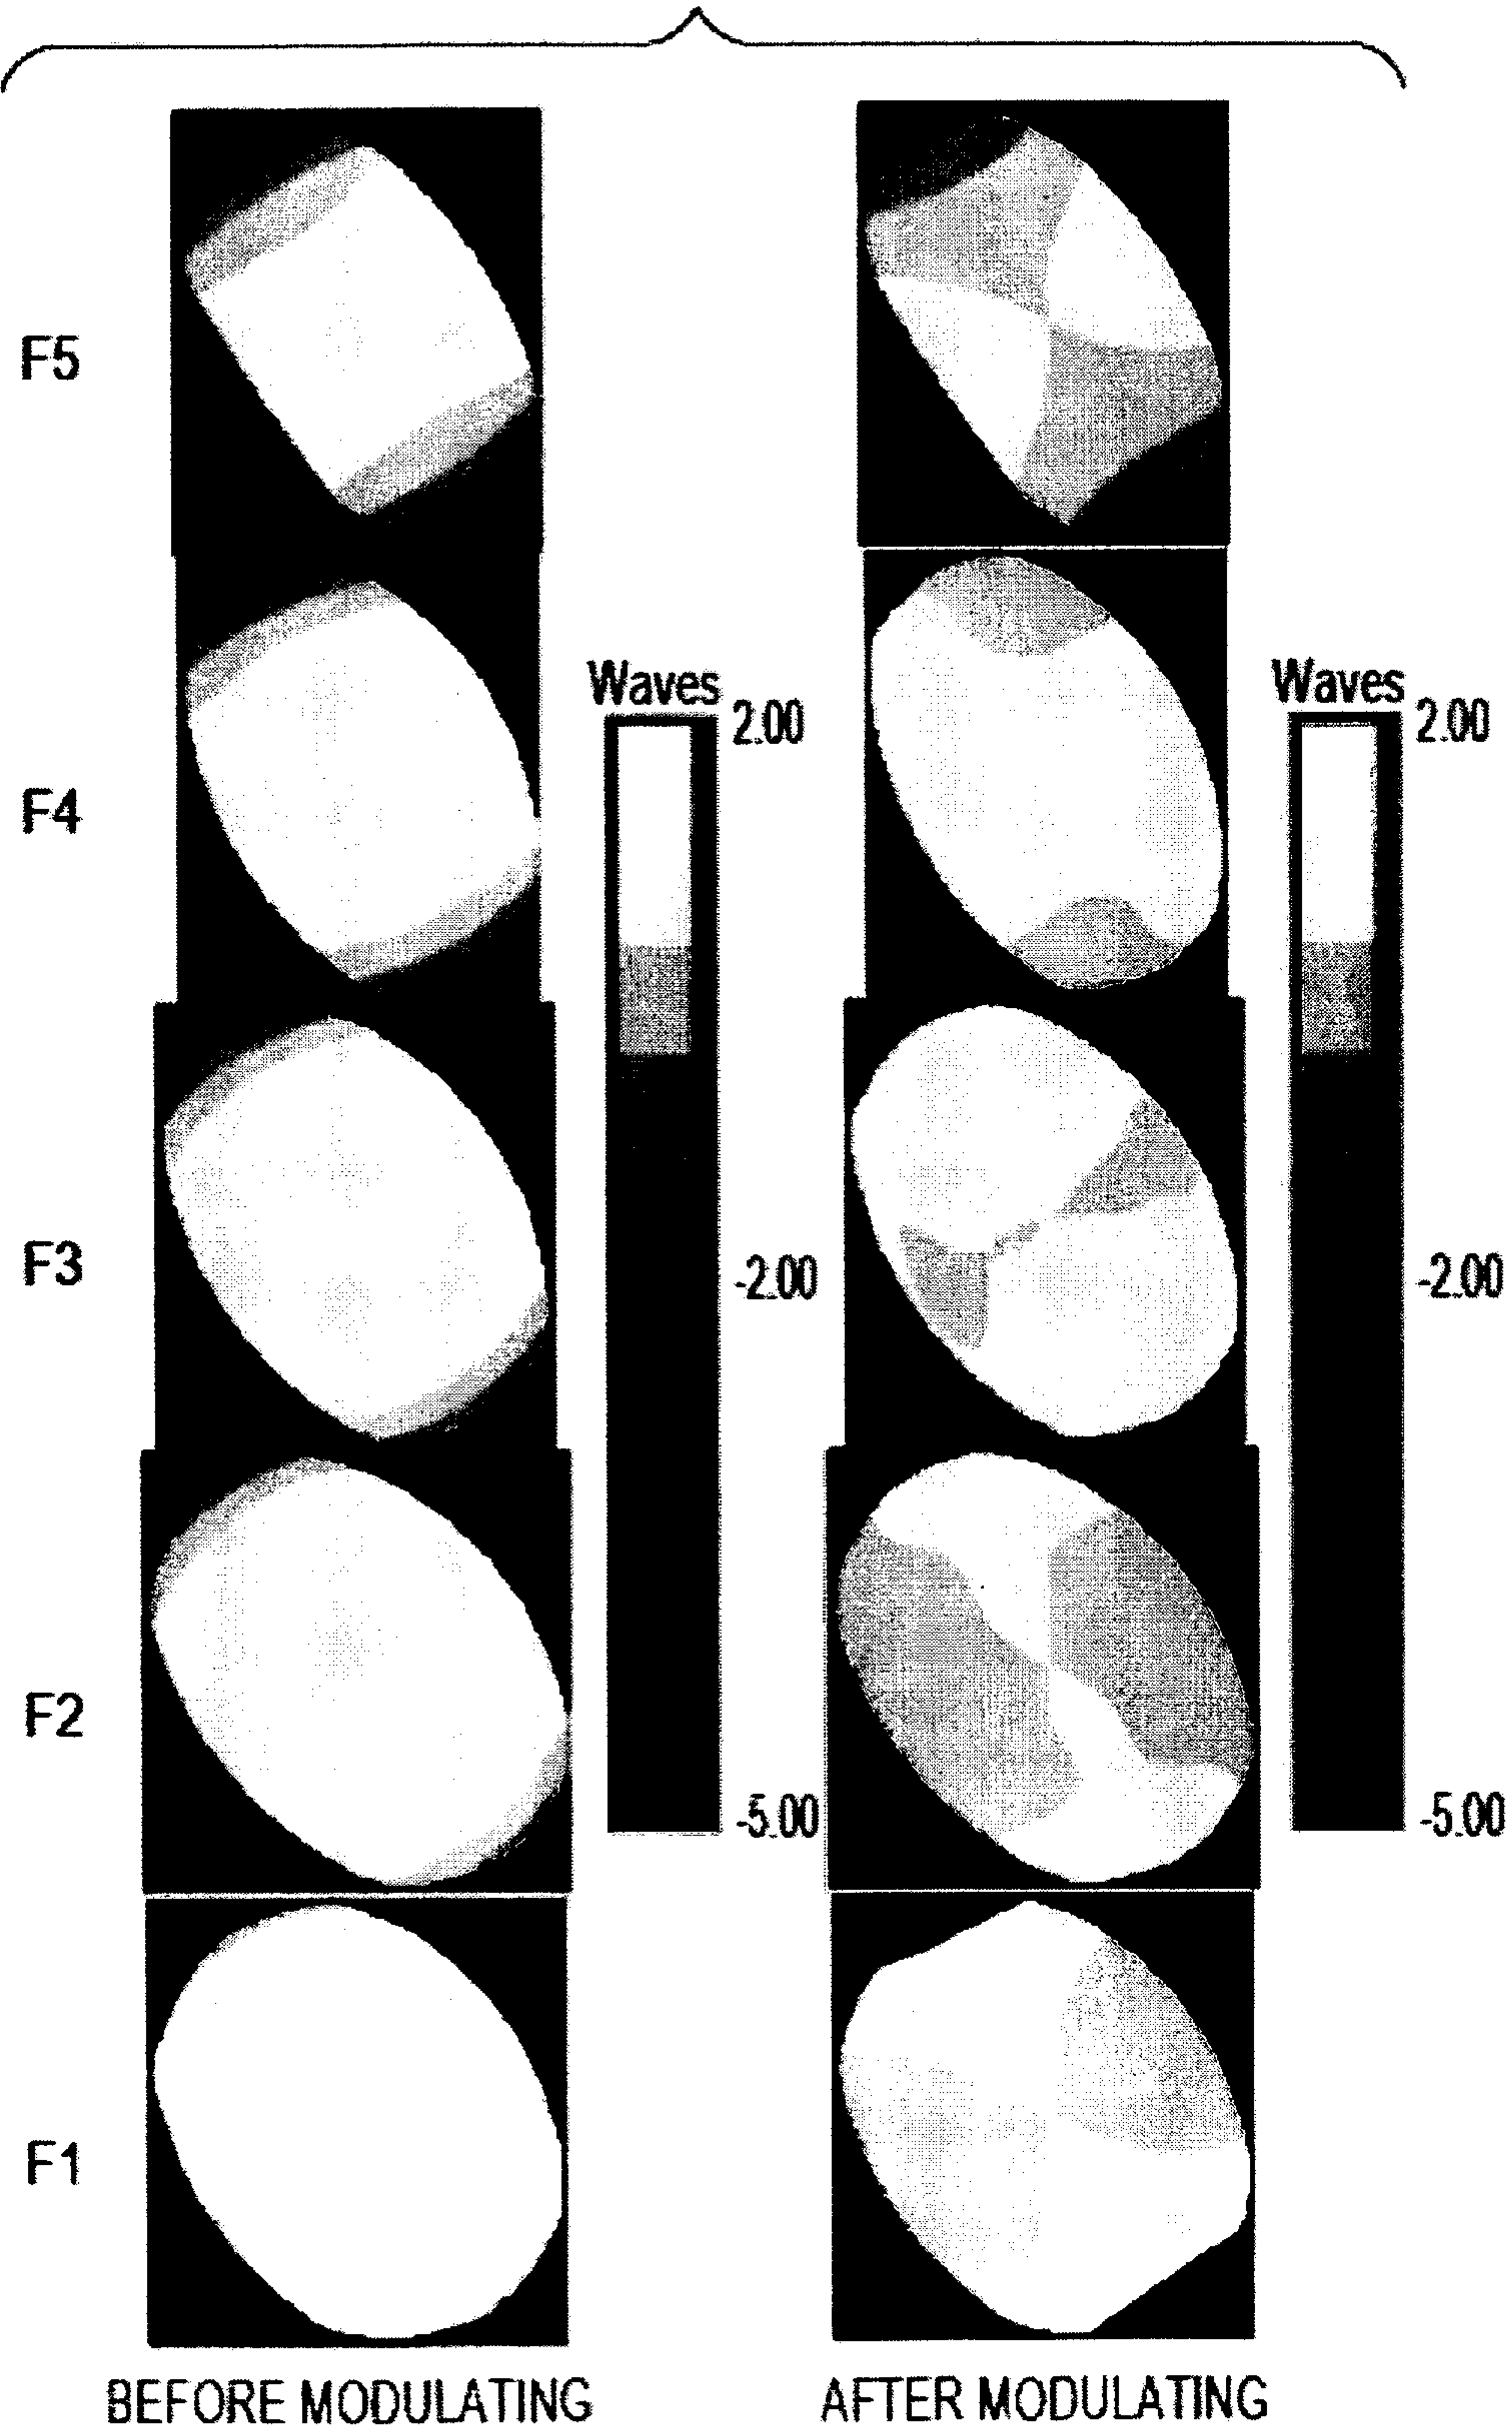 F5
F4
F3
F2
F1
Waves
2.00
-2.00
-5.00
Waves
2.00
-2.00
-5.00
BEFORE MODULATING
AFTER MODULATING